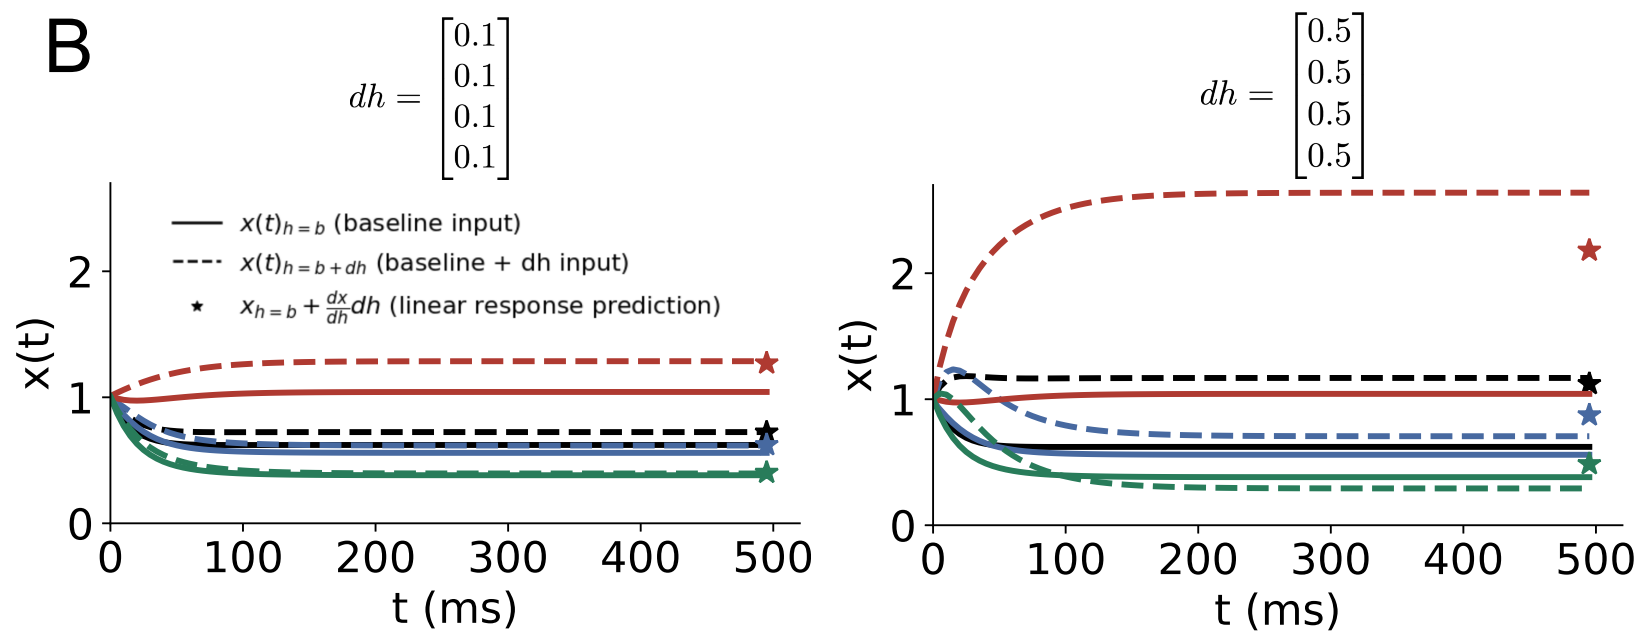 B
dh = [0.1
0.1
0.1
0.1]
x(t)
2
1
0
x(t)_{h=b} (baseline input)
x(t)_{h=b+dh} (baseline + dh input)
x_{h=b} + \frac{dx}{dh}dh (linear response prediction)
0 100 200 300 400 500
t (ms)
dh = [0.5
0.5
0.5
0.5]
x(t)
2
1
0
0 100 200 300 400 500
t (ms)